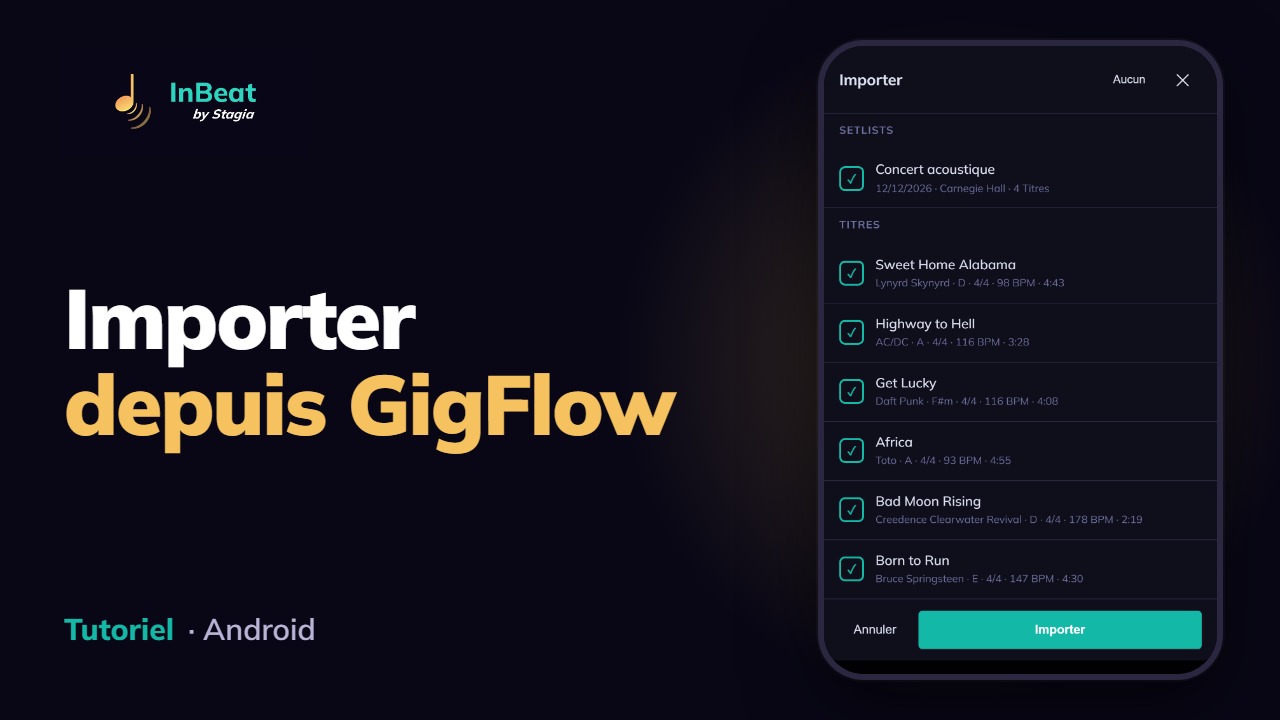 InBeat
by Stagia
Importer
depuis GigFlow
Tutoriel · Android
Importer
Aucun
SETLISTS
Concert acoustique
12/12/2026 · Carnegie Hall · 4 Titres
TITRES
Sweet Home Alabama
Lynyrd Skynyrd · D · 4/4 · 98 BPM · 4:43
Highway to Hell
AC/DC · A · 4/4 · 116 BPM · 3:28
Get Lucky
Daft Punk · F#m · 4/4 · 116 BPM · 4:08
Africa
Toto · A · 4/4 · 93 BPM · 4:55
Bad Moon Rising
Creedence Clearwater Revival · D · 4/4 · 178 BPM · 2:19
Born to Run
Bruce Springsteen · E · 4/4 · 147 BPM · 4:30
Annuler
Importer